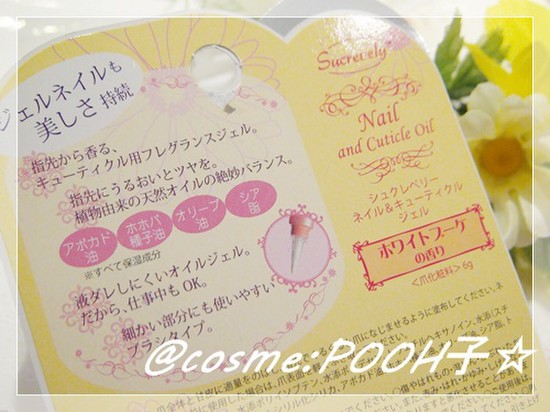 ジェルネイルも
美しさ持続
指先から香る、
キューティクル用フレグランスジェル。
指先にうるおいとツヤを。
植物由来の天然オイルの絶妙バランス。
アボカド
油
ホホバ
種子油
オリーブ
油
シア
脂
※すべて保湿成分
液ダレしにくいオイルジェル。
だから、仕事中もOK。
細かい部分にも使いやすい
ブラシタイプ。
Sucrevely
Nail
and Cuticle Oil
シュクレベリー
ネイル&キューティクル
ジェル
ホワイトブーケ
の香り
<爪化粧料> 6g
@cosme:POOH子☆